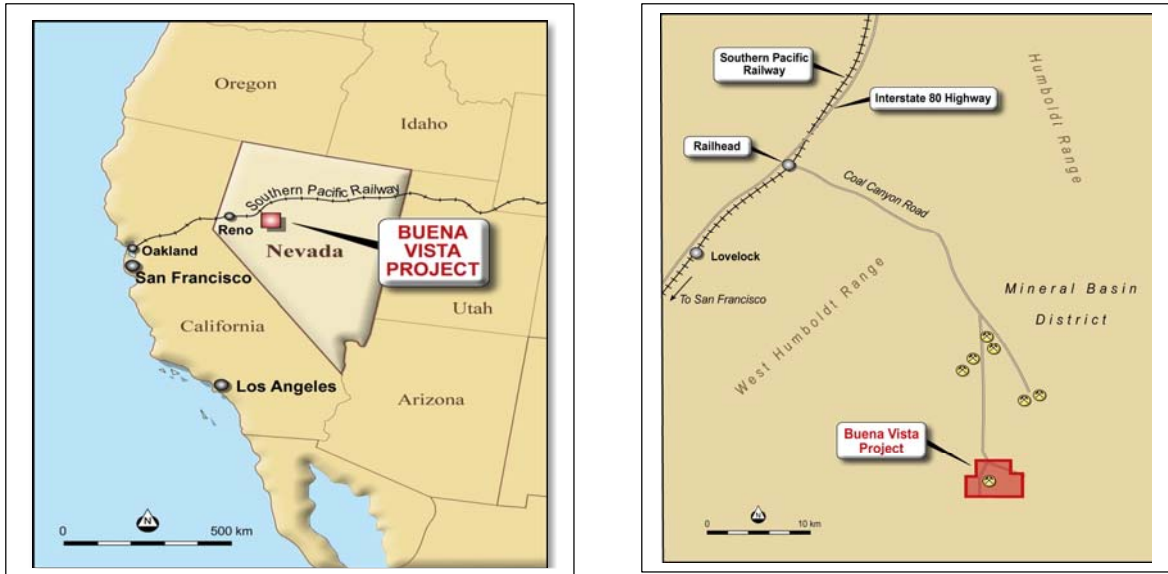 Oregon
Idaho
Southern Pacific Railway
Reno
Oakland
San Francisco
Nevada
BUENA
VISTA
PROJECT
Utah
California
Los Angeles
Arizona
N
0 500 km
Southern Pacific
Railway
Interstate 80 Highway
Humboldt Range
Railhead
Coal Canyon Road
Lovelock
To San Francisco
West Humboldt Range
Mineral Basin
District
Buena Vista
Project
N
0 10 km